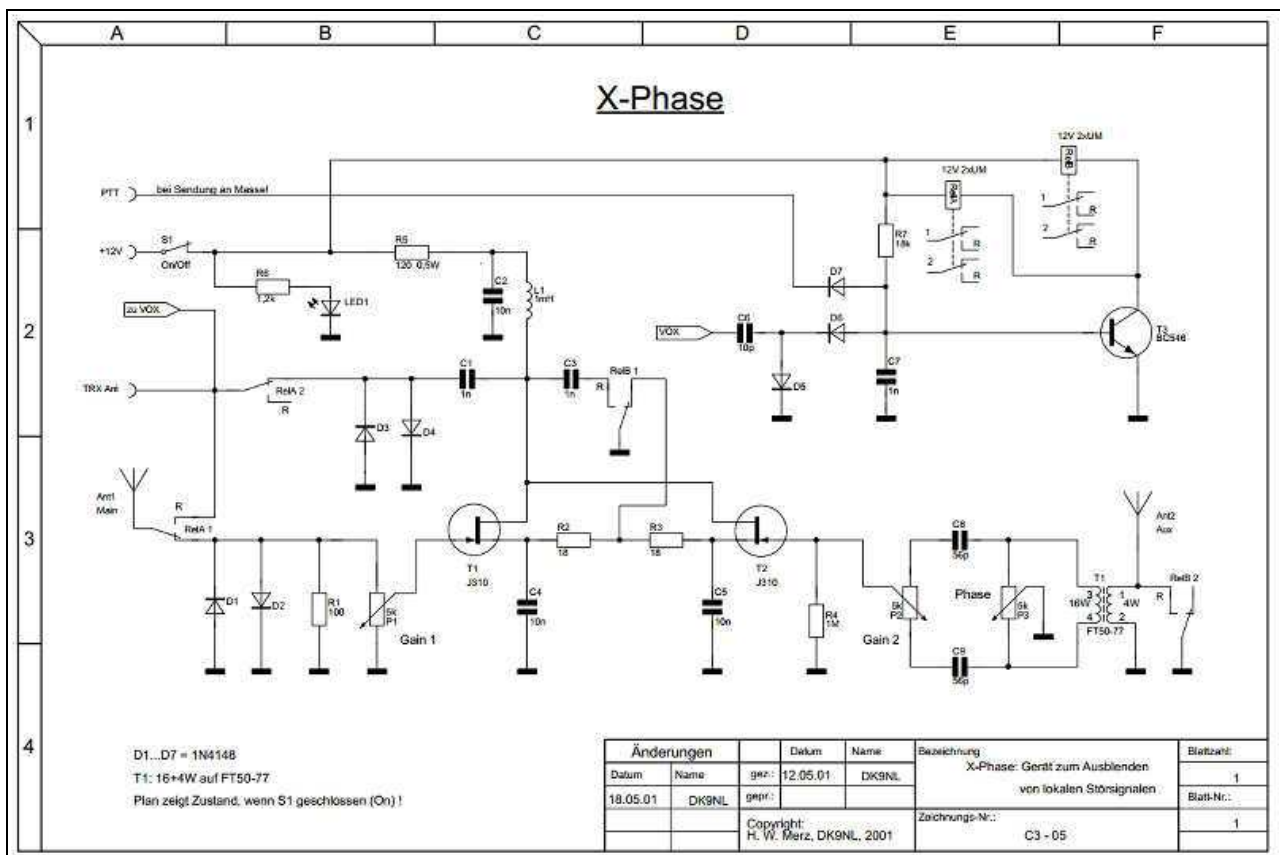 A B C D E F
1
2
3
4
X-Phase
12V 2xUM
RelB
12V 2xUM
RelA
1
R
2
R
1
R
2
R
PTT
bei Sendung an Masse!
+12V
S1
On/Off
R5
120 0,5W
R6
1,2k
LED1
C2
10n
L1
1mH
R7
18k
D7
D6
D5
zu VOX
VOX
C6
10p
C7
1n
T3
BC546
TRX Ant
RelA 2
R
D3
D4
C1
1n
C3
1n
R
RelB 1
Ant1
Main
R
RelA 1
D1
D2
R1
100
5k
P1
Gain 1
T1
J310
R2
18
R3
18
C4
10n
C5
10n
T2
J310
R4
1M
Gain 2
5k
P2
C8
56p
Phase
5k
P3
C9
56p
T1
16W
3
4
1
2
4W
FT50-77
Ant2
Aux
R
RelB 2
D1...D7 = 1N4148
T1: 16+4W auf FT50-77
Plan zeigt Zustand, wenn S1 geschlossen (On) !
Änderungen
Datum
Name
Bezeichnung
Blattzahl:
Datum
Name
gez.:
12.05.01
DK9NL
X-Phase: Gerät zum Ausblenden
von lokalen Störsignalen
1
18.05.01
DK9NL
gepr.:
Blatt-Nr.:
Copyright:
H. W. Merz, DK9NL, 2001
Zeichnungs-Nr.:
C3 - 05
1